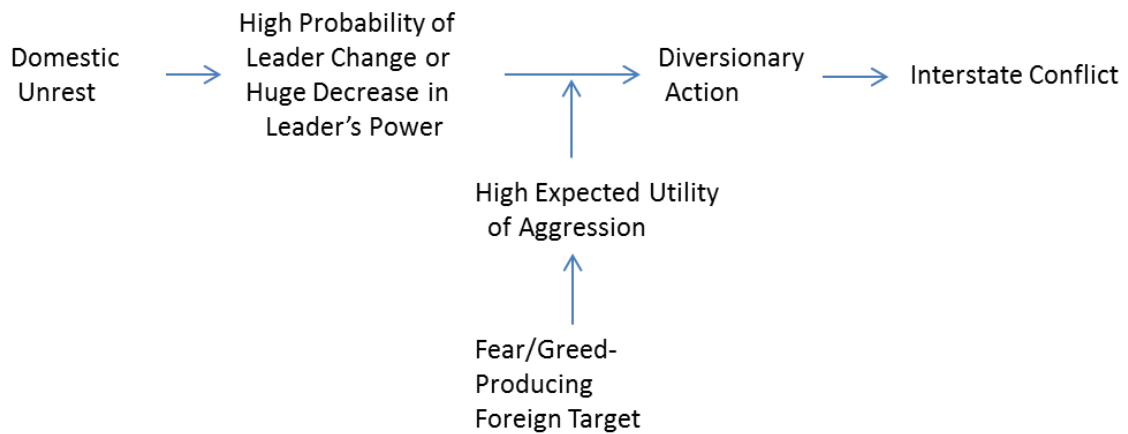 Domestic
Unrest
High Probability of
Leader Change or
Huge Decrease in
Leader’s Power
Diversionary
Action
Interstate Conflict
High Expected Utility
of Aggression
Fear/Greed-
Producing
Foreign Target